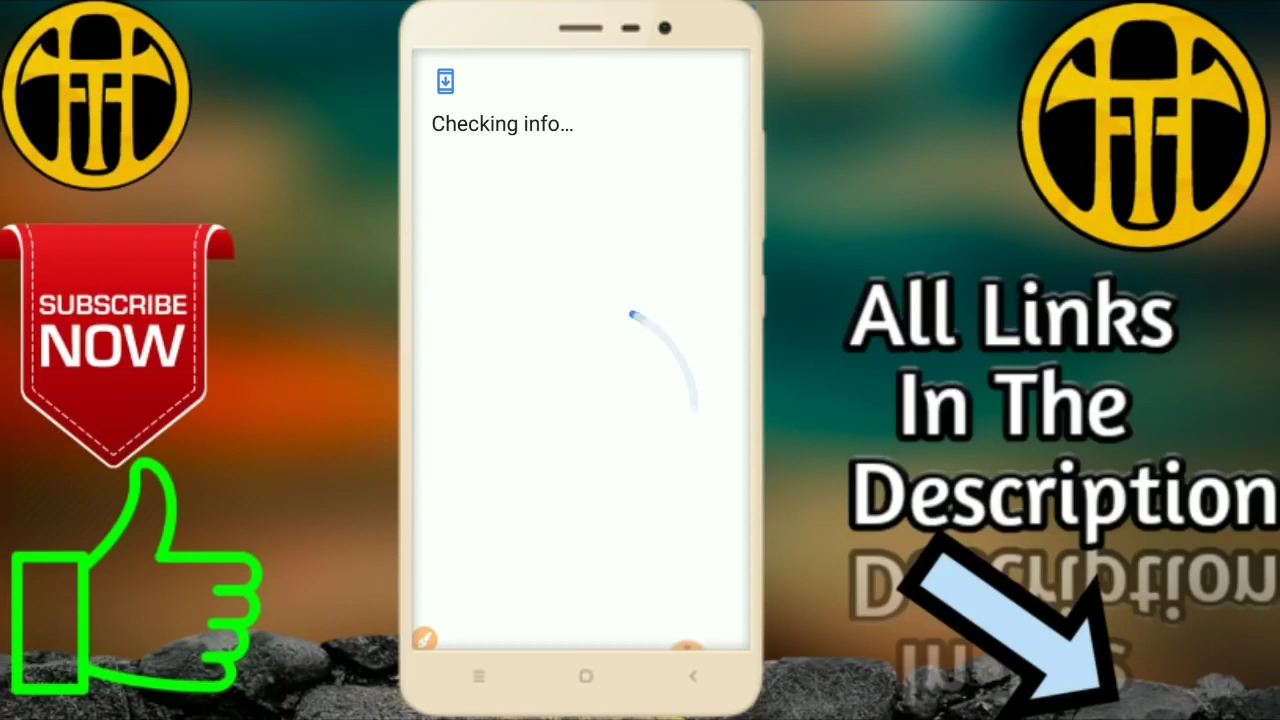 Checking info...
SUBSCRIBE
NOW
All Links
In The
Description